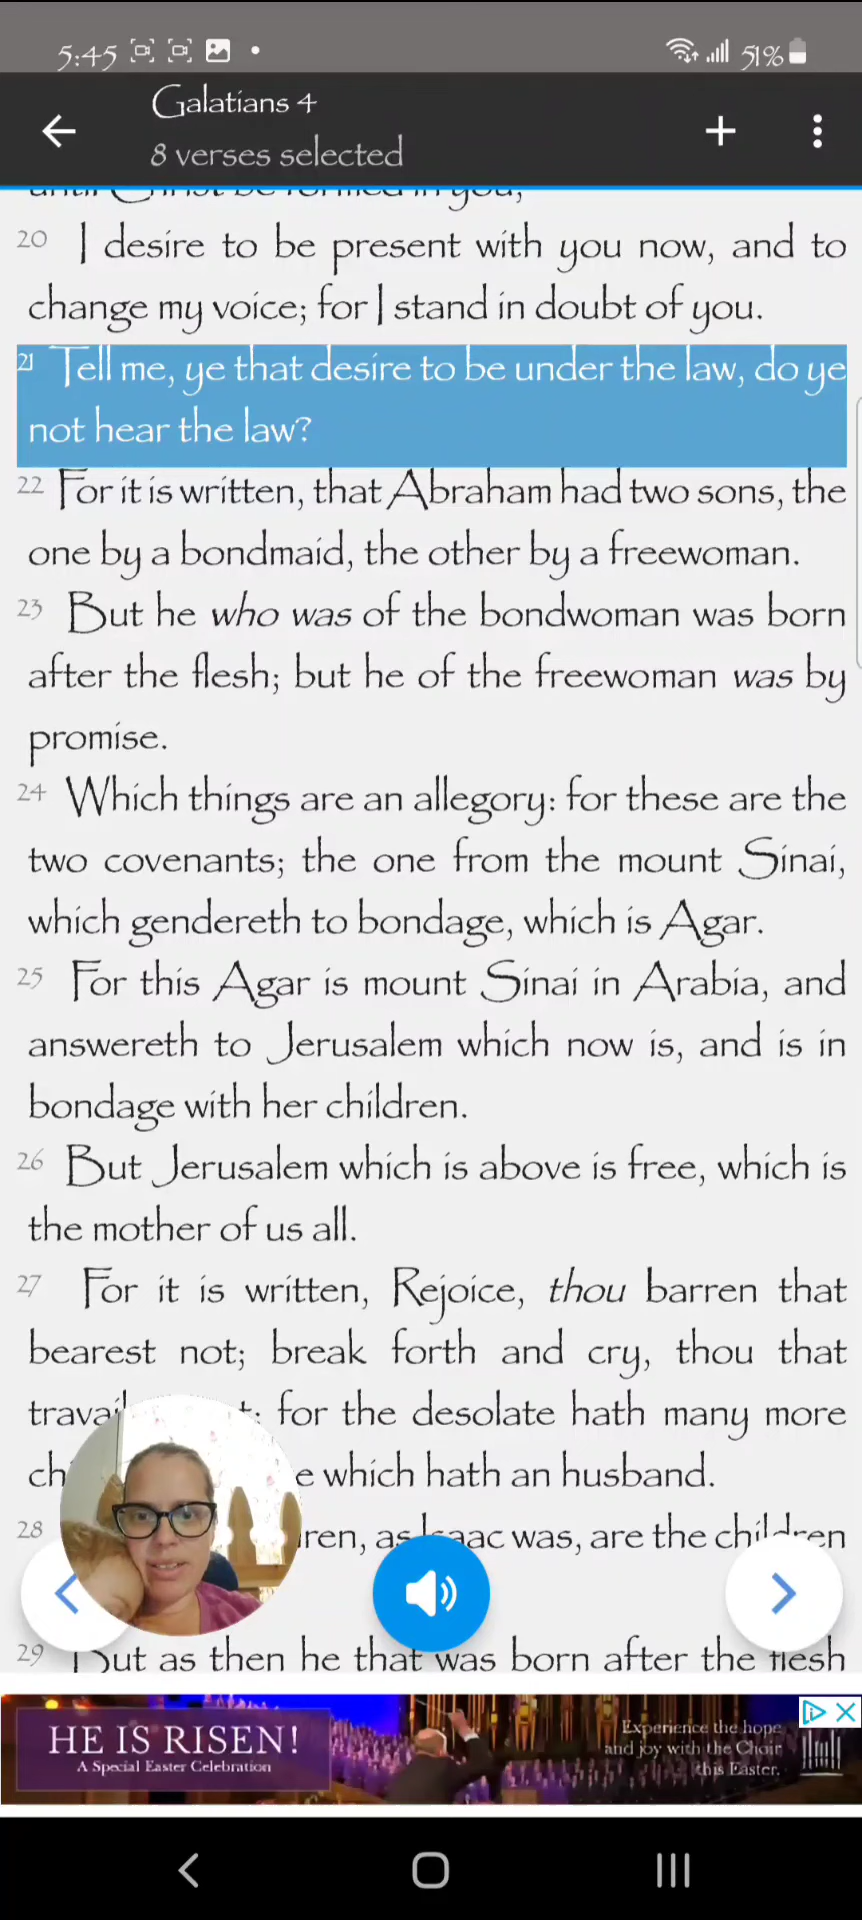 5:45
51%
Galatians 4
8 verses selected
20 I desire to be present with you now, and to
change my voice; for I stand in doubt of you.
21 Tell me, ye that desire to be under the law, do ye
not hear the law?
22 For it is written, that Abraham had two sons, the
one by a bondmaid, the other by a freewoman.
23 But he who was of the bondwoman was born
after the flesh; but he of the freewoman was by
promise.
24 Which things are an allegory: for these are the
two covenants; the one from the mount Sinai,
which gendereth to bondage, which is Agar.
25 For this Agar is mount Sinai in Arabia, and
answereth to Jerusalem which now is, and is in
bondage with her children.
26 But Jerusalem which is above is free, which is
the mother of us all.
27 For it is written, Rejoice, thou barren that
bearest not; break forth and cry, thou that
for the desolate hath many more
which hath an husband.
28 as Isaac was, are the children
29 But as then he that was born after the flesh
HE IS RISEN!
A Special Easter Celebration
Experience the hope
and joy with the Choir
this Easter.